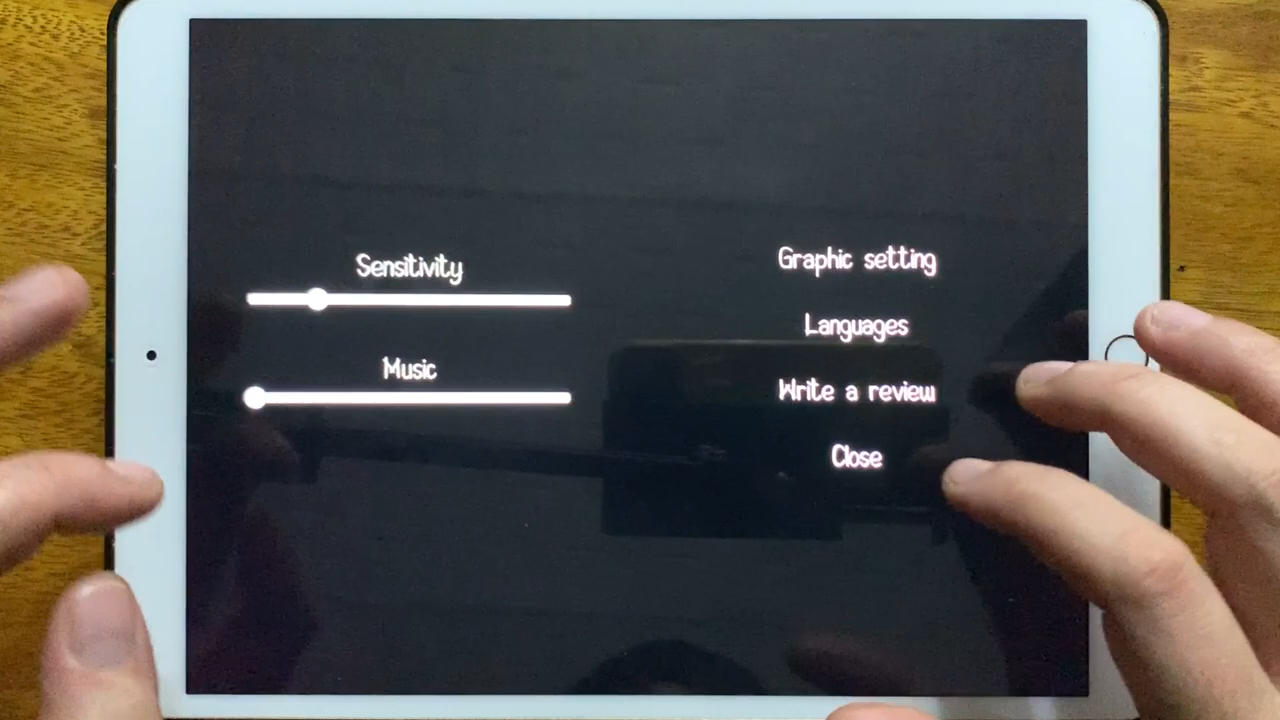 Sensitivity
Music
Graphic setting
Languages
Write a review
Close